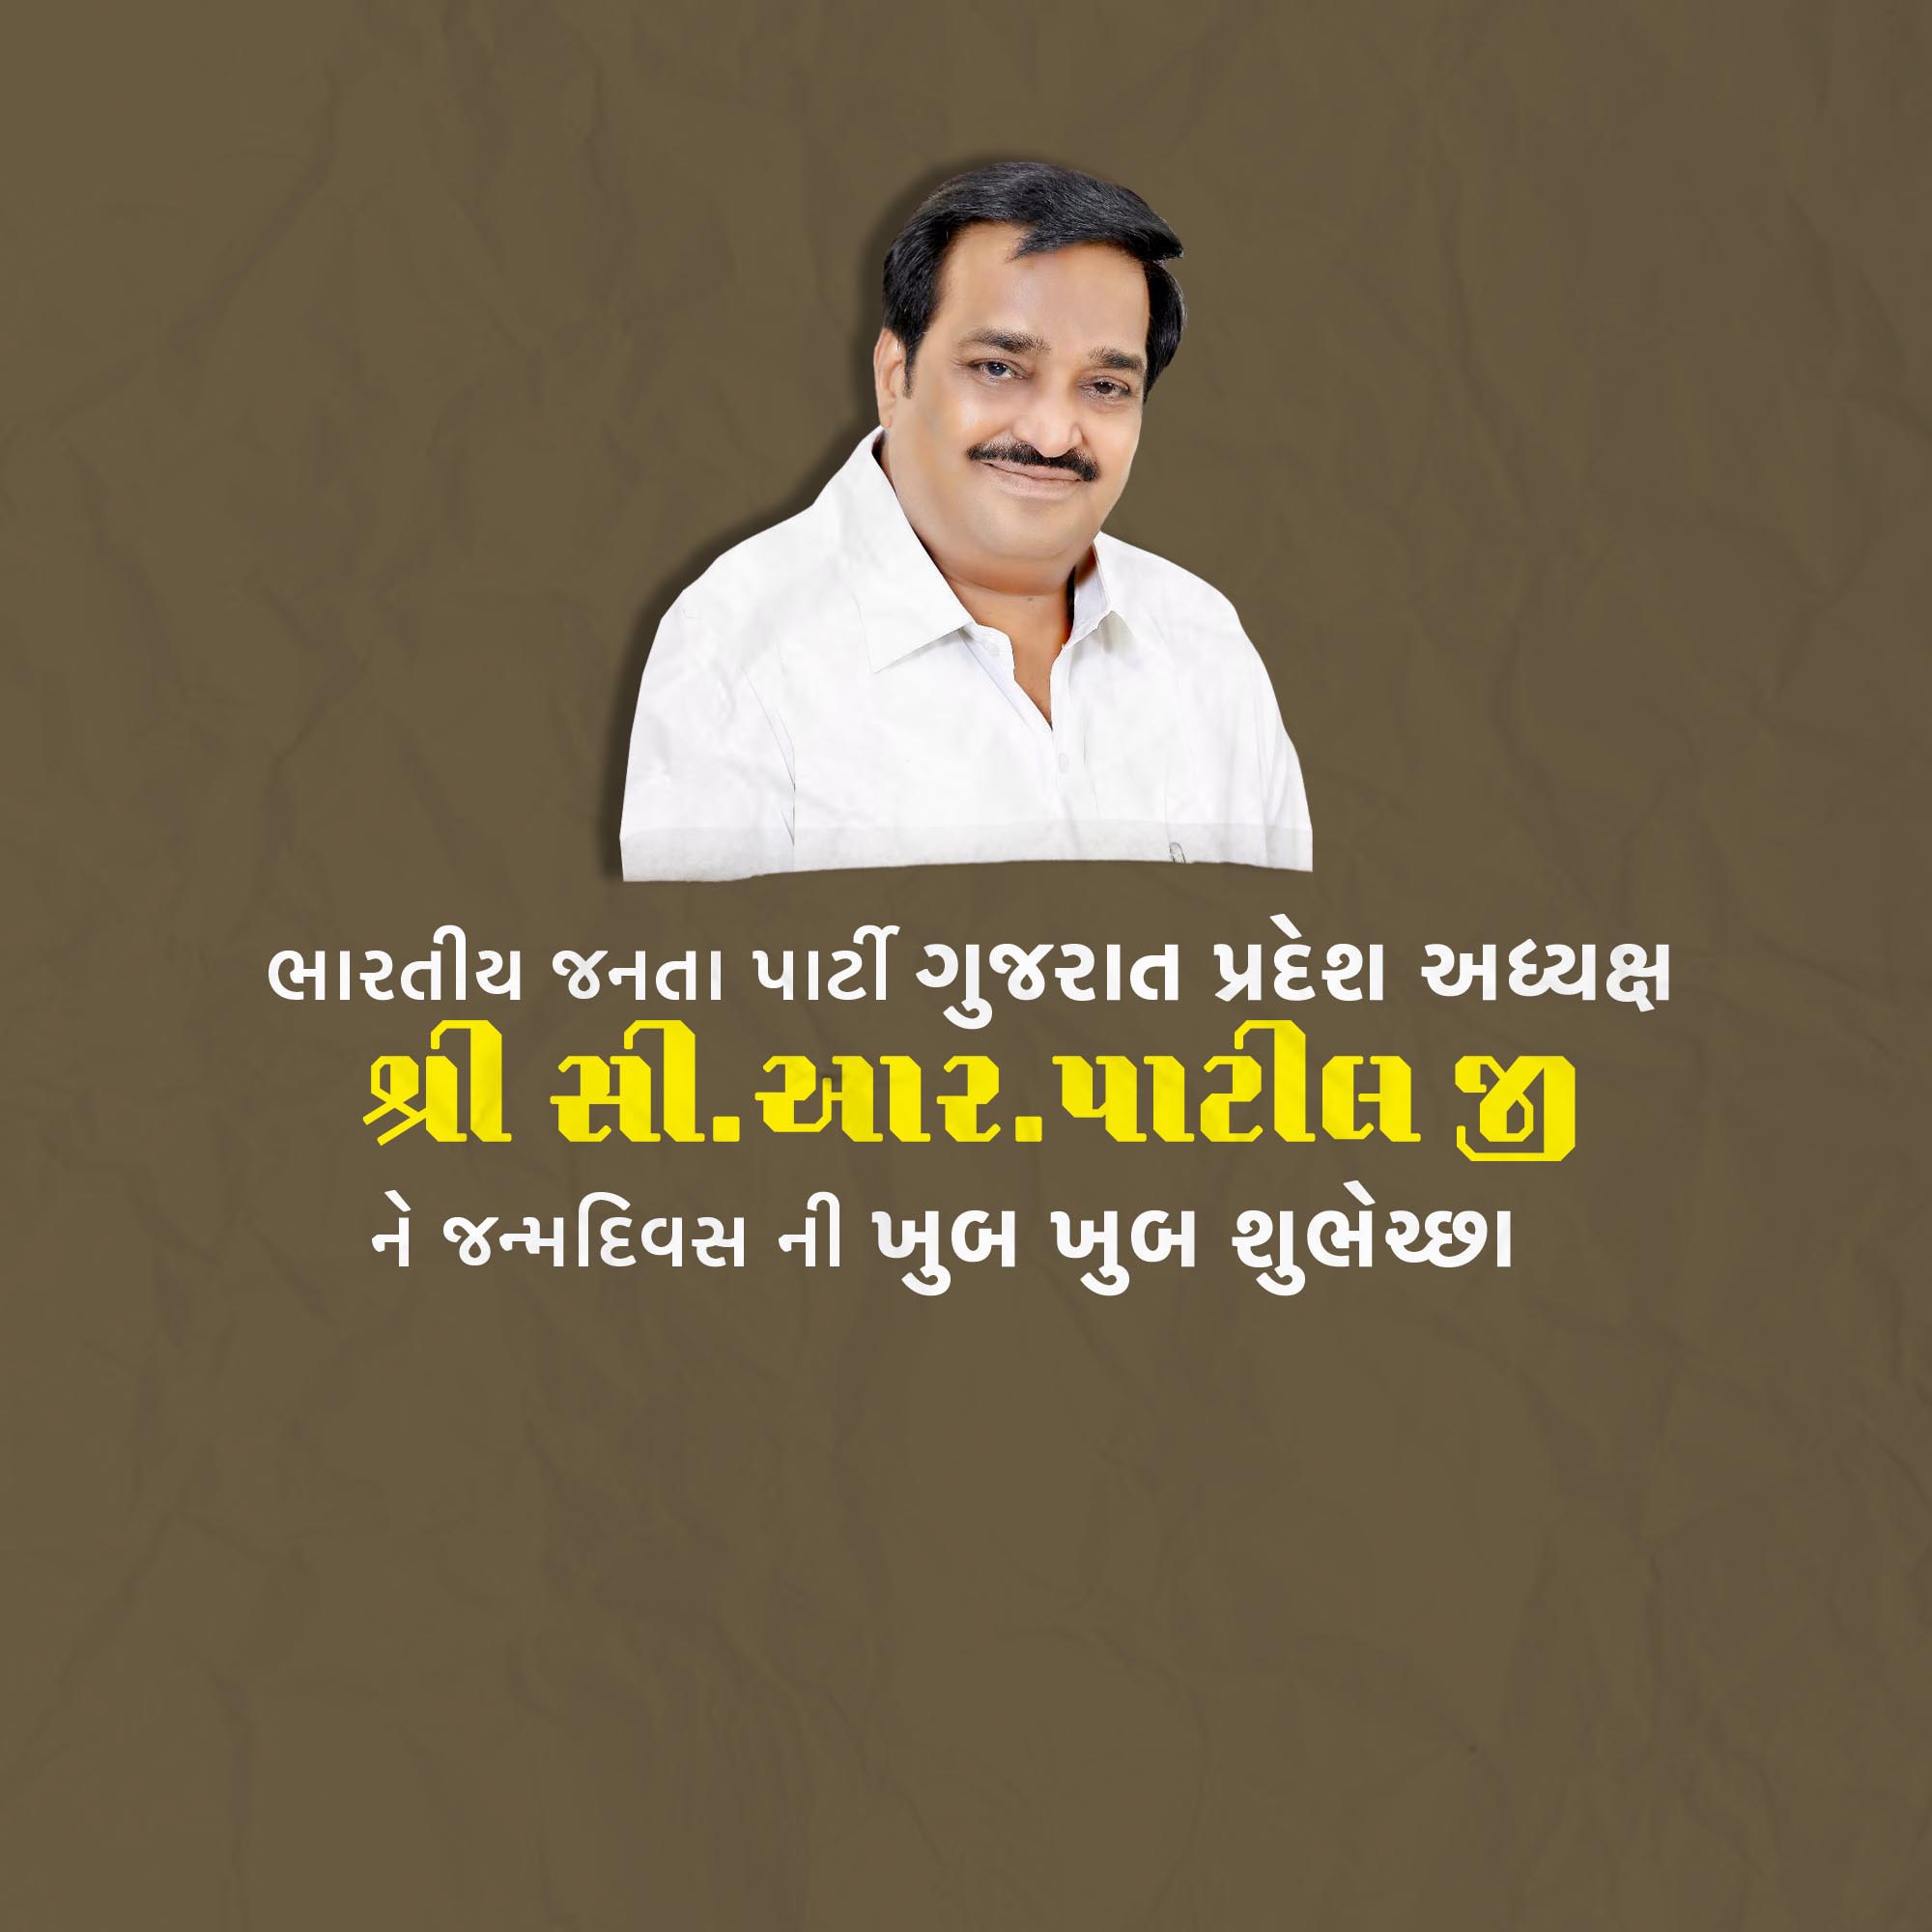 ભારતીય જનતા પાર્ટી ગુજરાત પ્રદેશ અધ્યક્ષ
શ્રી સી.આર.પાટીલ જી
ને જન્મદિવસ ની ખુબ ખુબ શુભેચ્છા